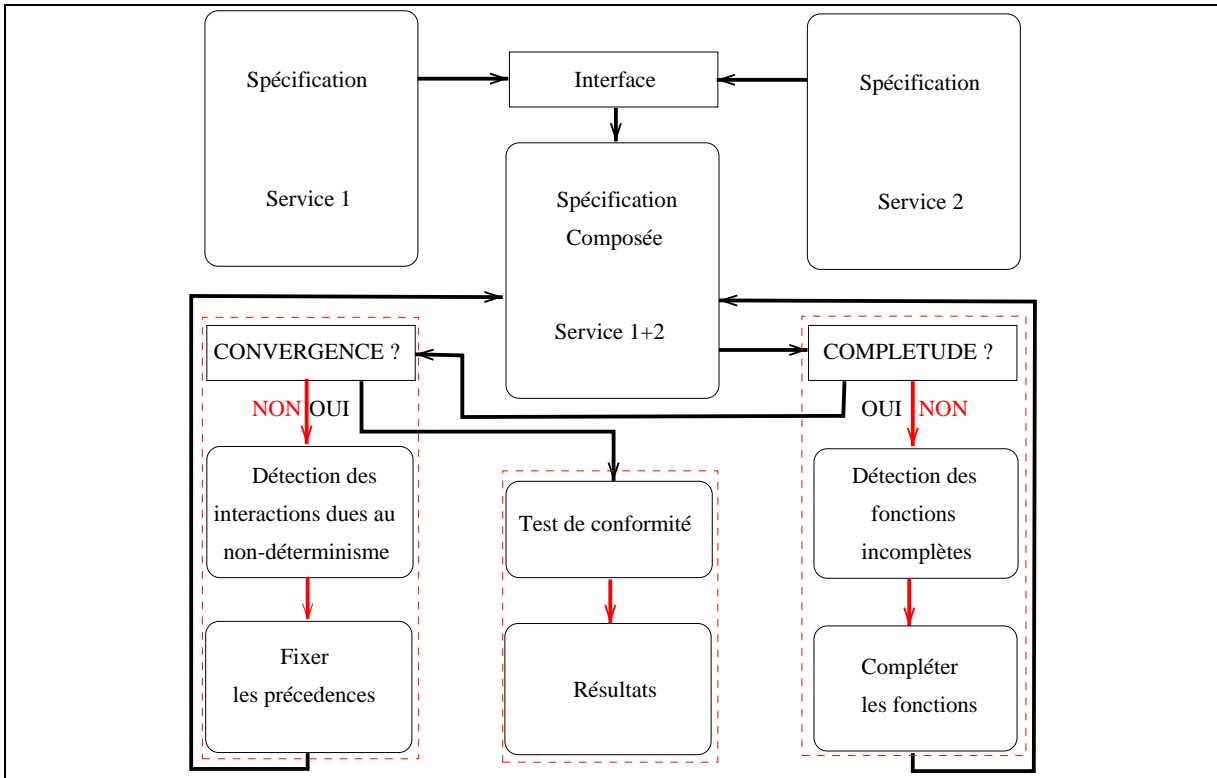 Spécification
Service 1
Interface
Spécification
Service 2
Spécification
Composée
Service 1+2
CONVERGENCE ?
NON OUI
Détection des
interactions dues au
non-déterminisme
Fixer
les précedences
Test de conformité
Résultats
COMPLETUDE ?
OUI NON
Détection des
fonctions
incomplètes
Compléter
les fonctions